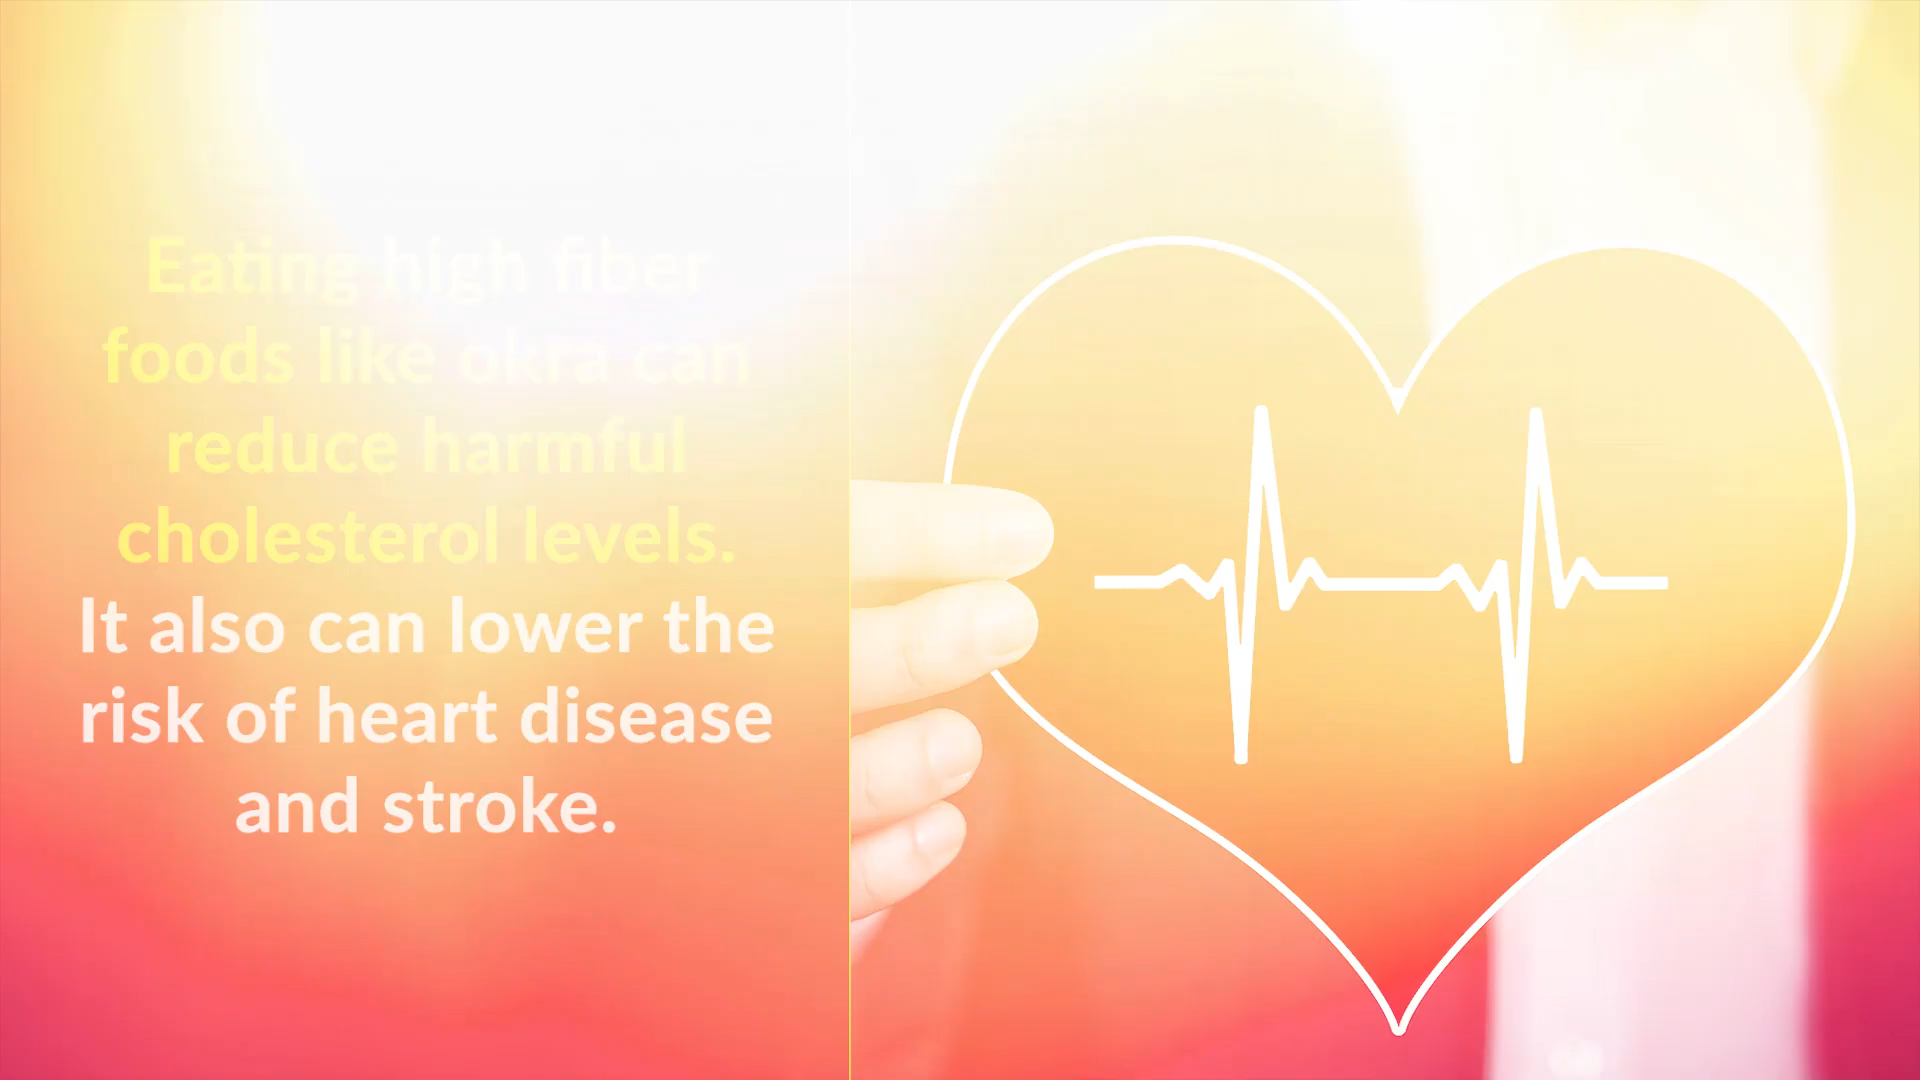 Eating high fiber
foods like okra can
reduce harmful
cholesterol levels.
It also can lower the
risk of heart disease
and stroke.